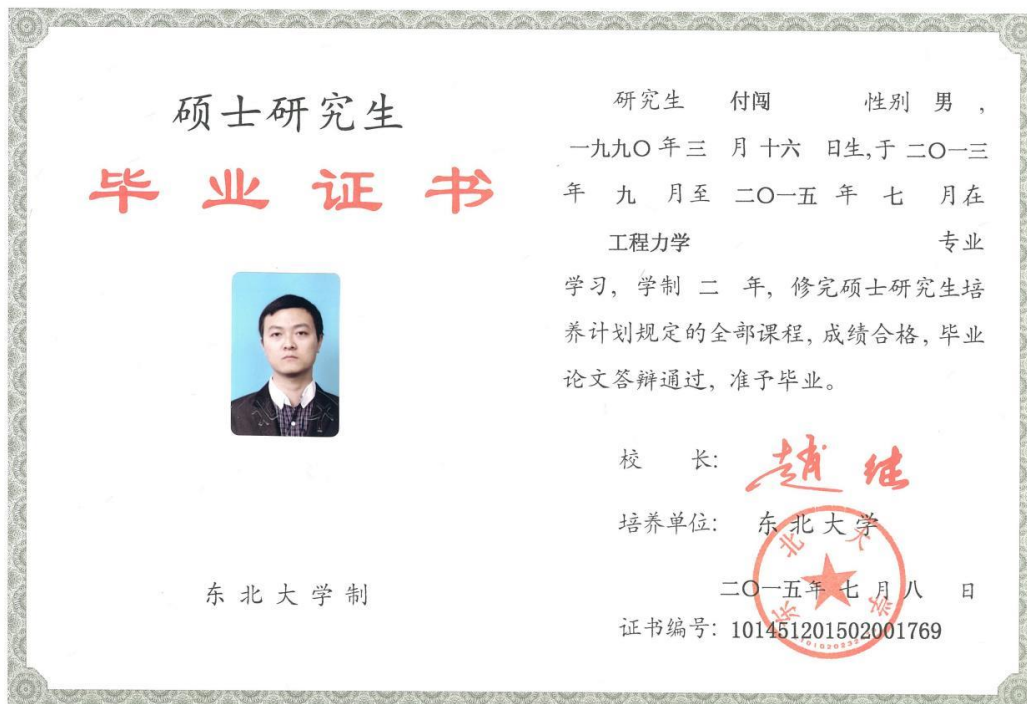 硕士研究生
毕业证书
东北大学制
研究生 付闯 性别 男 ,
一九九〇年三 月十六 日生,于二〇一三
年 九 月至 二〇一五 年 七 月在
工程力学 专业
学习, 学制 二 年, 修完硕士研究生培
养计划规定的全部课程, 成绩合格, 毕业
论文答辩通过, 准予毕业。
校 长: 赵继
培养单位: 东北大学
东北大学
二〇一五年 七 月 八 日
证书编号: 101451201502001769